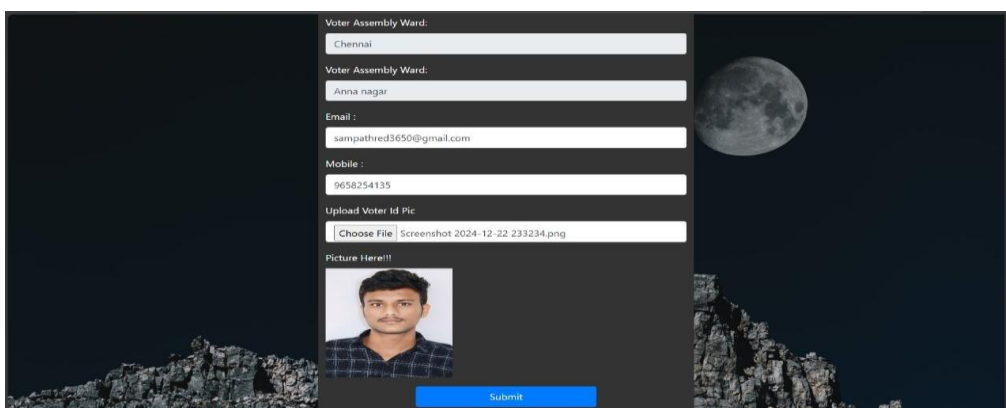 Voter Assembly Ward:
Chennai
Voter Assembly Ward:
Anna nagar
Email :
sampathred3650@gmail.com
Mobile :
9658254135
Upload Voter Id Pic
Choose File Screenshot 2024-12-22 233234.png
Picture Here!!!
Submit